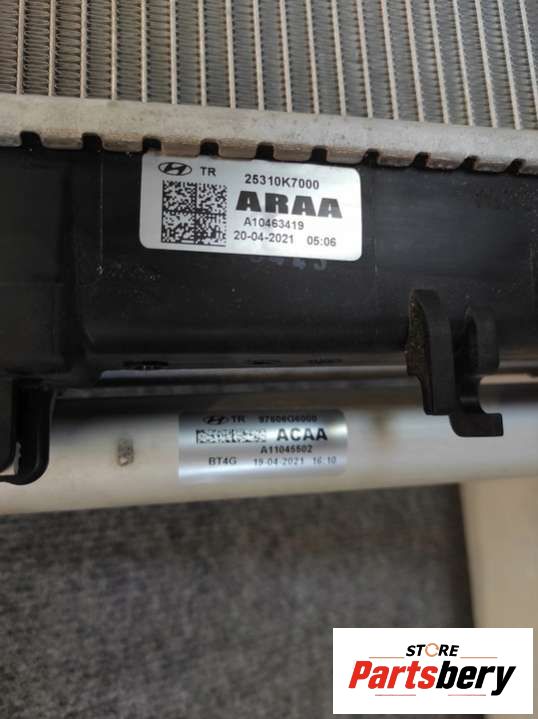 TR 25310K7000
ARAA
A10463419
20-04-2021 05:06
TR 97606G6000
ACAA
A11045502
BT4G 19-04-2021 16:10
STORE
Partsbery